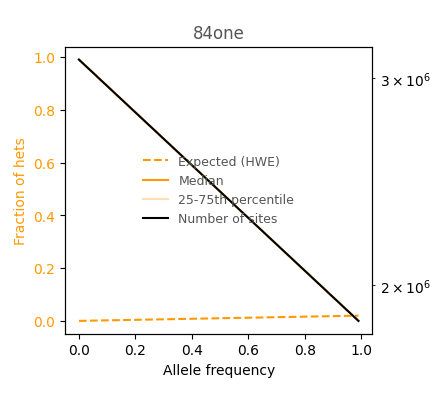 84one
1.0
0.8
0.6
0.4
0.2
0.0
Fraction of hets
3 × 10⁶
2 × 10⁶
Expected (HWE)
Median
25-75th percentile
Number of sites
0.0 0.2 0.4 0.6 0.8 1.0
Allele frequency